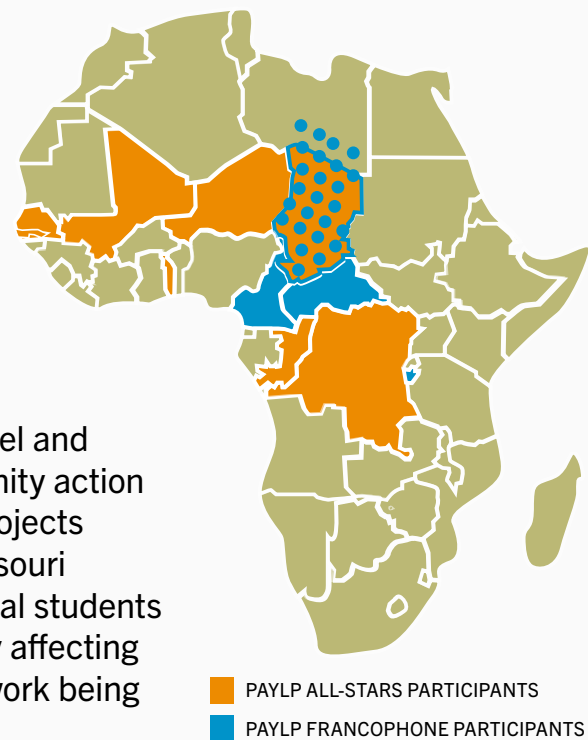 el and
nity action
ojects
souri
al students
y affecting
work being
PAYLP ALL-STARS PARTICIPANTS
PAYLP FRANCOPHONE PARTICIPANTS